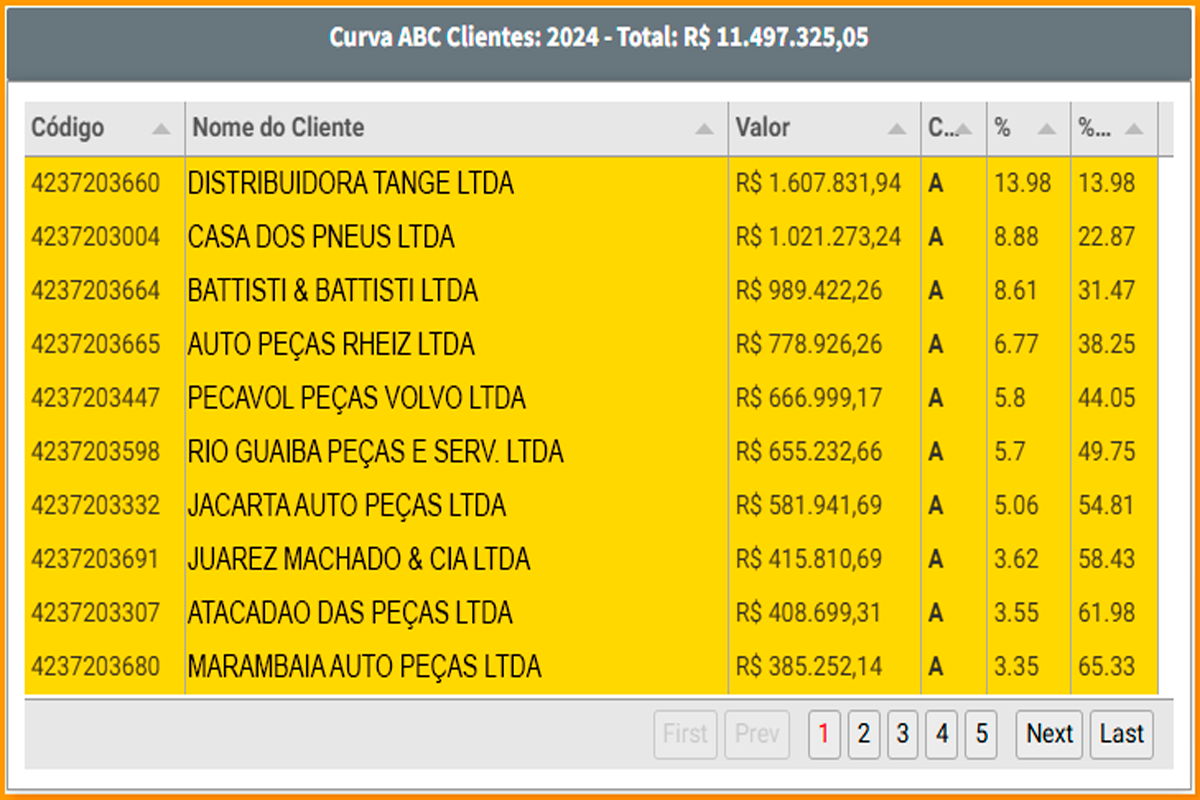 Curva ABC Clientes: 2024 - Total: R$ 11.497.325,05
Código Nome do Cliente Valor C... % %...
4237203660 DISTRIBUIDORA TANGE LTDA R$ 1.607.831,94 A 13.98 13.98
4237203004 CASA DOS PNEUS LTDA R$ 1.021.273,24 A 8.88 22.87
4237203664 BATTISTI & BATTISTI LTDA R$ 989.422,26 A 8.61 31.47
4237203665 AUTO PEÇAS RHEIZ LTDA R$ 778.926,26 A 6.77 38.25
4237203447 PECAVOL PEÇAS VOLVO LTDA R$ 666.999,17 A 5.8 44.05
4237203598 RIO GUAIBA PEÇAS E SERV. LTDA R$ 655.232,66 A 5.7 49.75
4237203332 JACARTA AUTO PEÇAS LTDA R$ 581.941,69 A 5.06 54.81
4237203691 JUAREZ MACHADO & CIA LTDA R$ 415.810,69 A 3.62 58.43
4237203307 ATACADAO DAS PEÇAS LTDA R$ 408.699,31 A 3.55 61.98
4237203680 MARAMBAIA AUTO PEÇAS LTDA R$ 385.252,14 A 3.35 65.33
First Prev 1 2 3 4 5 Next Last